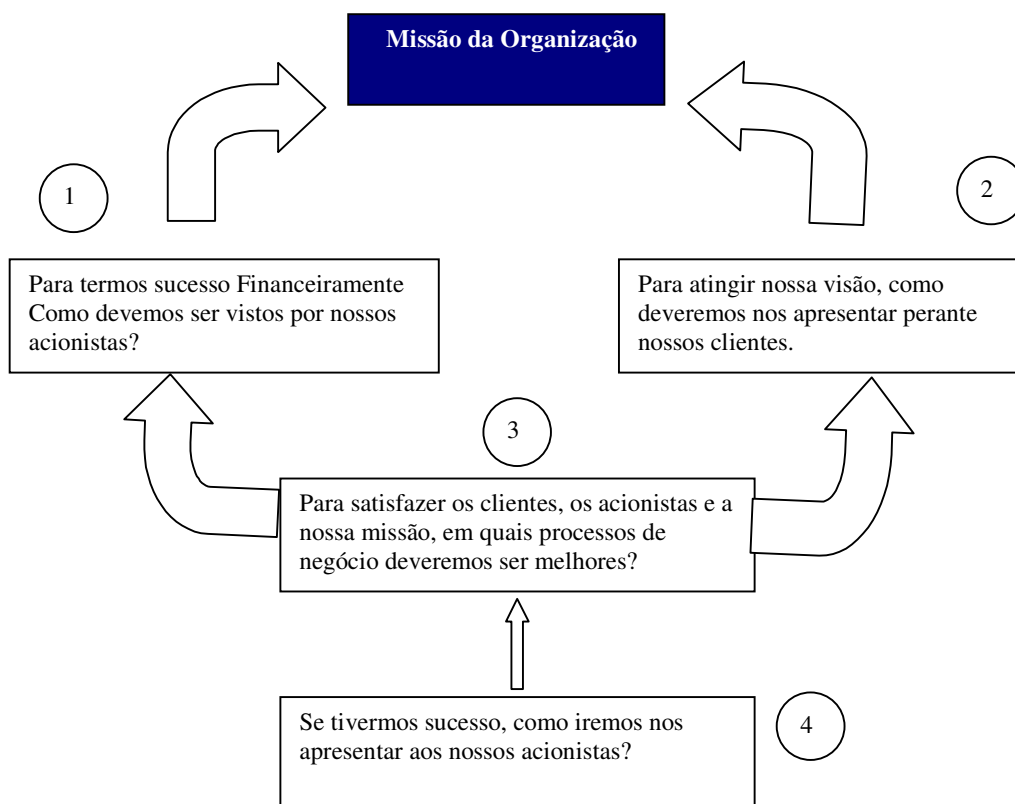 Missão da Organização
1
2
Para termos sucesso Financeiramente
Como devemos ser vistos por nossos
acionistas?
Para atingir nossa visão, como
deveremos nos apresentar perante
nossos clientes.
3
Para satisfazer os clientes, os acionistas e a
nossa missão, em quais processos de
negócio deveremos ser melhores?
Se tivermos sucesso, como iremos nos
apresentar aos nossos acionistas?
4